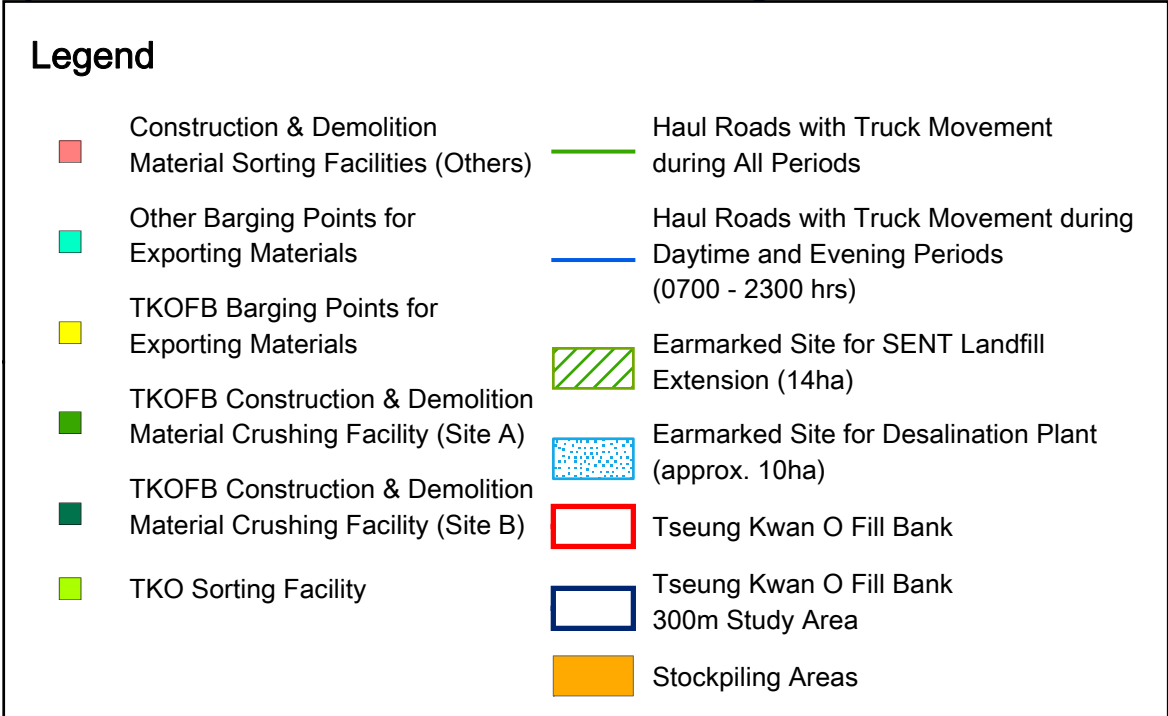 Legend
Construction & Demolition
Material Sorting Facilities (Others)
Other Barging Points for
Exporting Materials
TKOFB Barging Points for
Exporting Materials
TKOFB Construction & Demolition
Material Crushing Facility (Site A)
TKOFB Construction & Demolition
Material Crushing Facility (Site B)
TKO Sorting Facility
Haul Roads with Truck Movement
during All Periods
Haul Roads with Truck Movement during
Daytime and Evening Periods
(0700 - 2300 hrs)
Earmarked Site for SENT Landfill
Extension (14ha)
Earmarked Site for Desalination Plant
(approx. 10ha)
Tseung Kwan O Fill Bank
Tseung Kwan O Fill Bank
300m Study Area
Stockpiling Areas